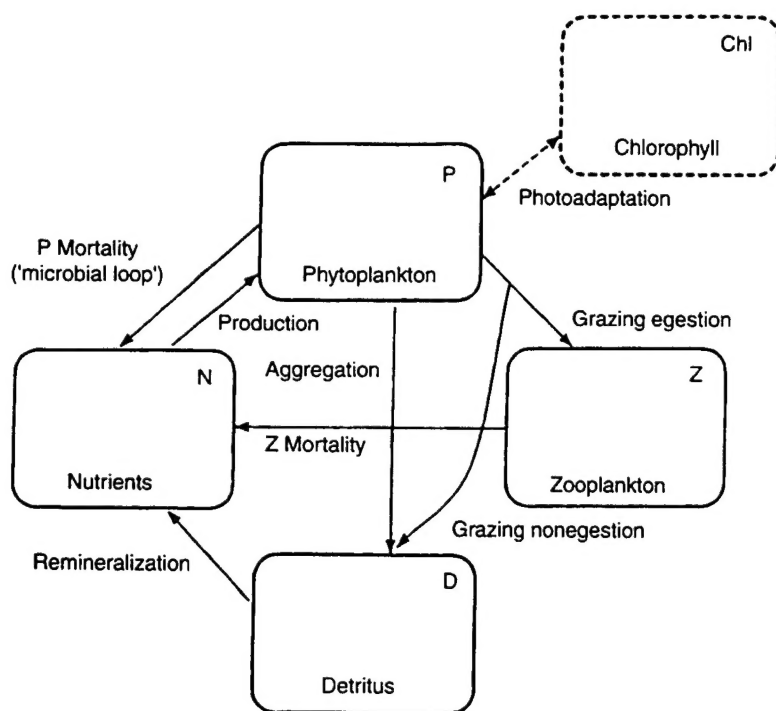 Chl
Chlorophyll
P
Phytoplankton
Photoadaptation
P Mortality
('microbial loop')
Production
Grazing egestion
Aggregation
N
Nutrients
Z
Zooplankton
Z Mortality
Grazing nonegestion
Remineralization
D
Detritus